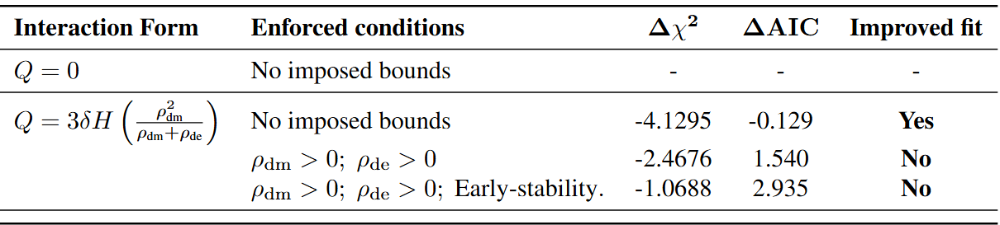 Interaction Form Enforced conditions Δχ² ΔAIC Improved fit
Q = 0 No imposed bounds - - -
Q = 3δH (ρ²dm / (ρdm+ρde)) No imposed bounds -4.1295 -0.129 Yes
ρdm > 0; ρde > 0 -2.4676 1.540 No
ρdm > 0; ρde > 0; Early-stability. -1.0688 2.935 No